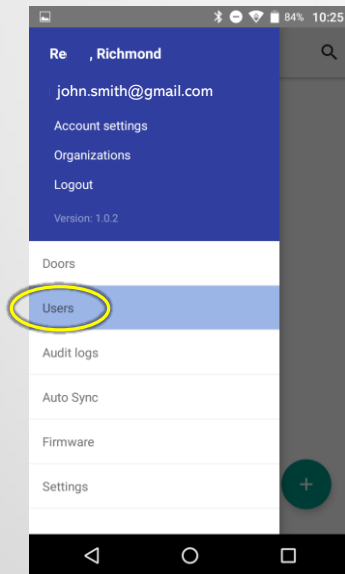 84% 10:25
Re , Richmond
john.smith@gmail.com
Account settings
Organizations
Logout
Version: 1.0.2
Doors
Users
Audit logs
Auto Sync
Firmware
Settings
+